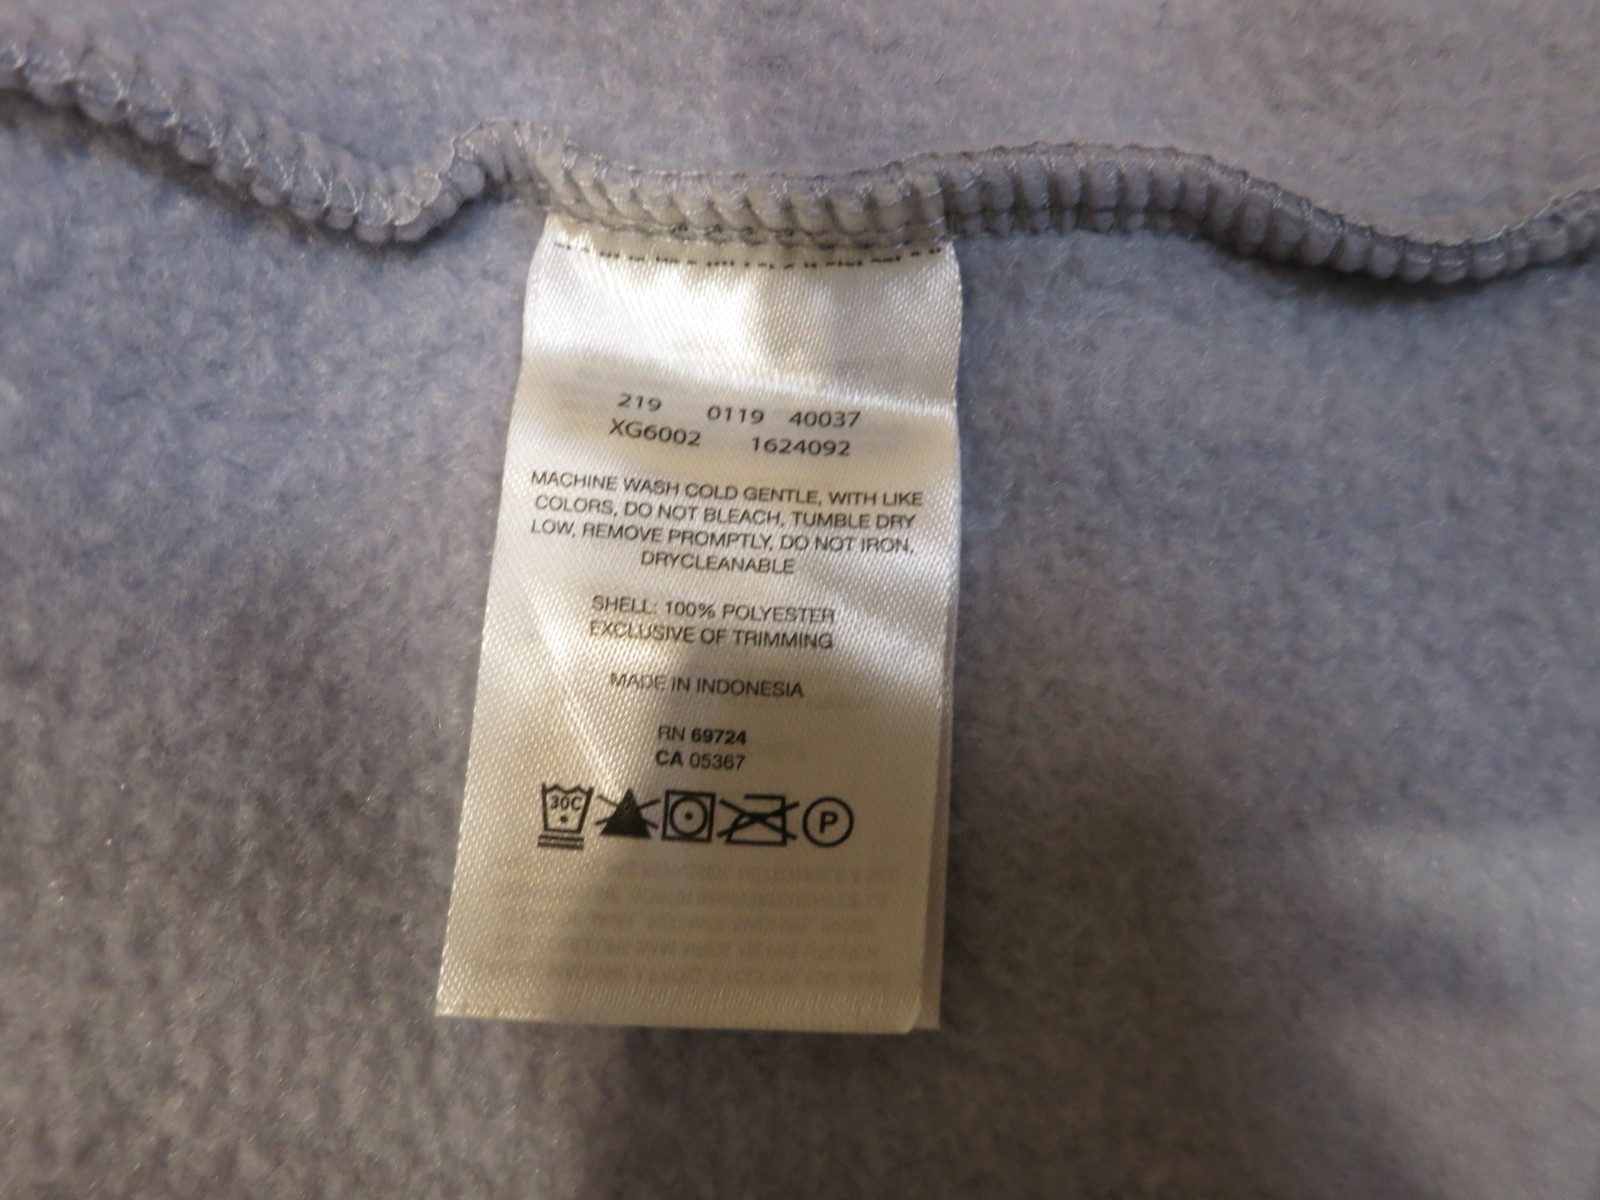 219 0119 40037
XG6002 1624092
MACHINE WASH COLD GENTLE, WITH LIKE
COLORS, DO NOT BLEACH, TUMBLE DRY
LOW, REMOVE PROMPTLY, DO NOT IRON,
DRYCLEANABLE
SHELL: 100% POLYESTER
EXCLUSIVE OF TRIMMING
MADE IN INDONESIA
RN 69724
CA 05367
30C P